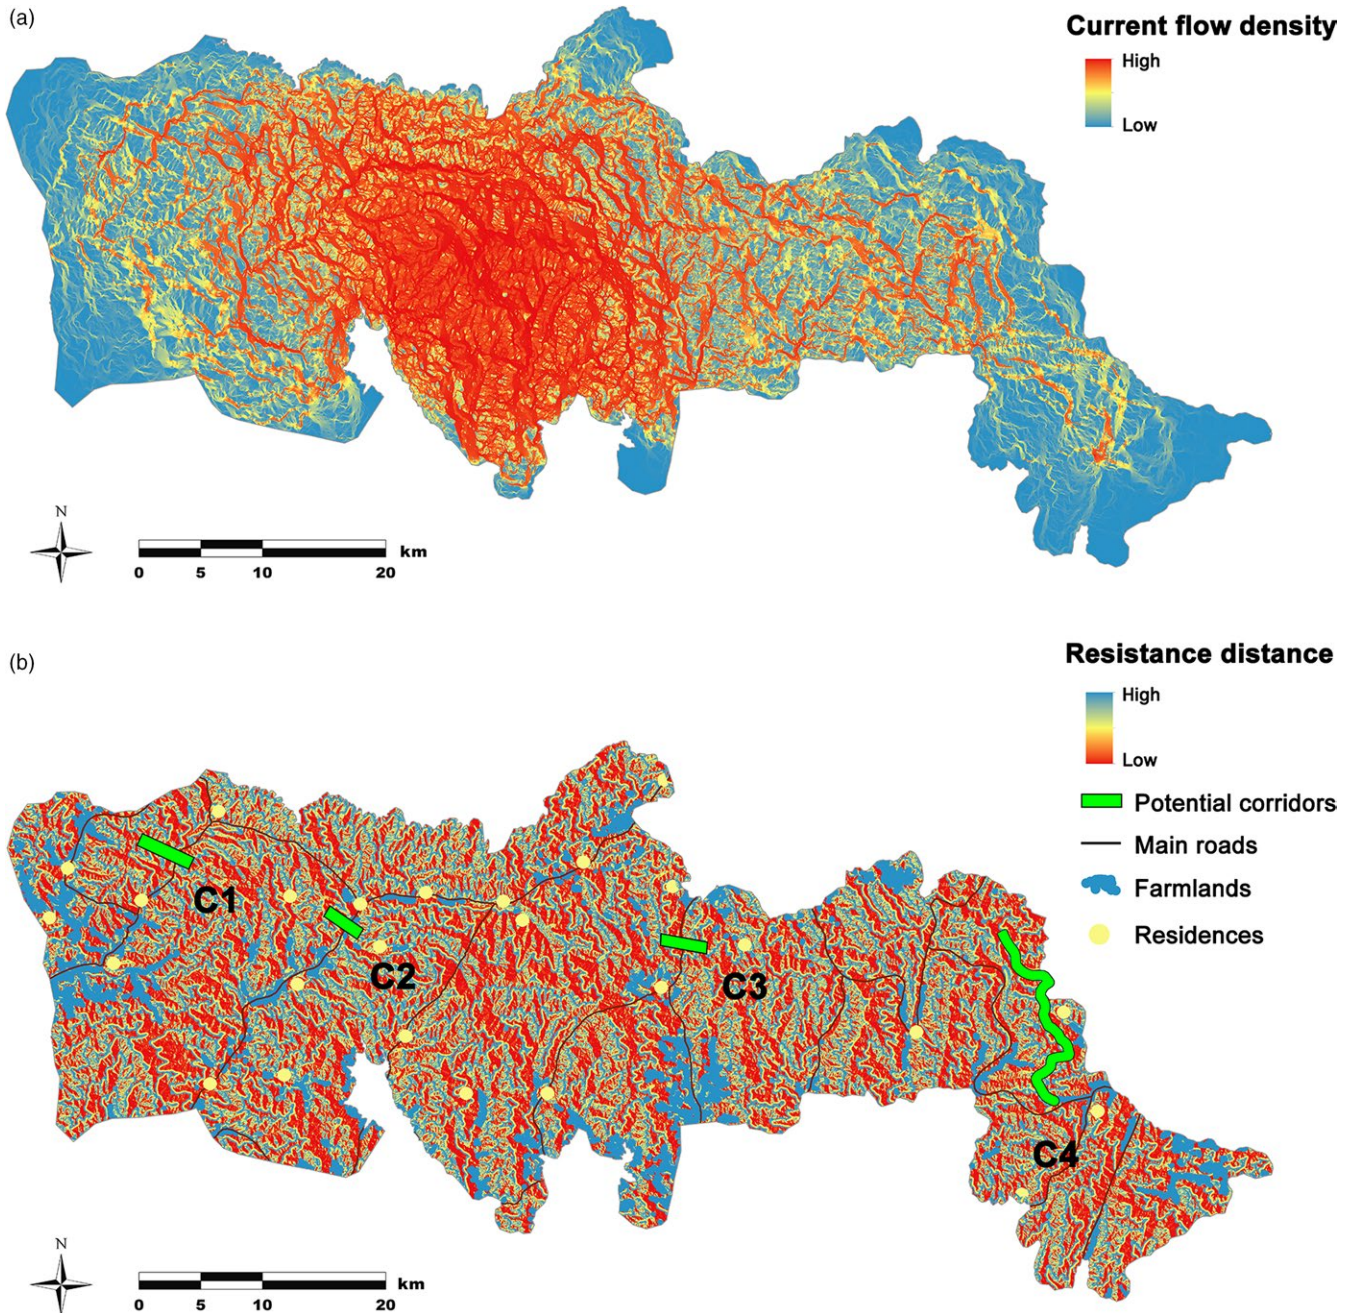 (a)
Current flow density
High
Low
N
km
0 5 10 20
(b)
Resistance distance
High
Low
Potential corridors
Main roads
Farmlands
Residences
C1
C2
C3
C4
N
km
0 5 10 20